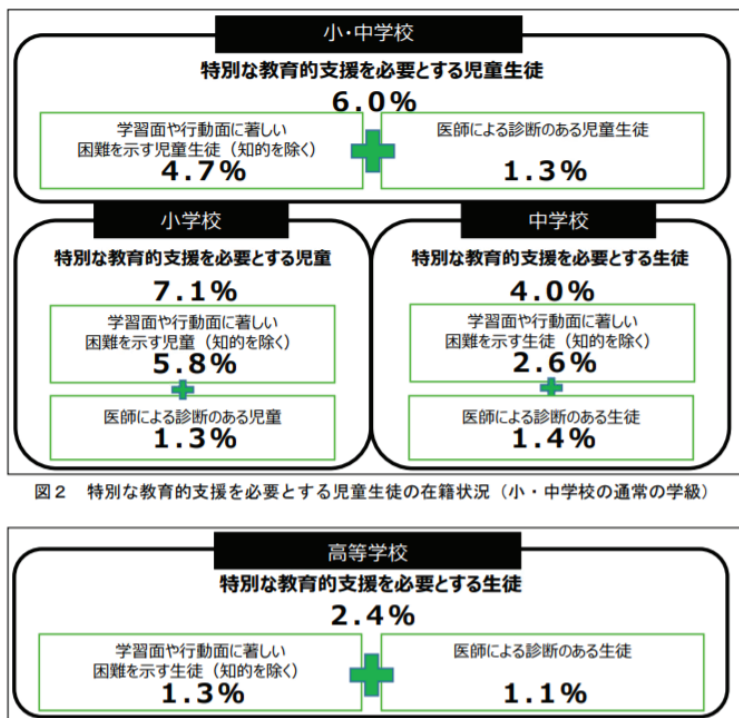 小・中学校
特別な教育的支援を必要とする児童生徒
6.0%
学習面や行動面に著しい
困難を示す児童生徒（知的を除く）
4.7%
医師による診断のある児童生徒
1.3%
小学校
特別な教育的支援を必要とする児童
7.1%
学習面や行動面に著しい
困難を示す児童（知的を除く）
5.8%
医師による診断のある児童
1.3%
中学校
特別な教育的支援を必要とする生徒
4.0%
学習面や行動面に著しい
困難を示す生徒（知的を除く）
2.6%
医師による診断のある生徒
1.4%
図２　特別な教育的支援を必要とする児童生徒の在籍状況（小・中学校の通常の学級）
高等学校
特別な教育的支援を必要とする生徒
2.4%
学習面や行動面に著しい
困難を示す生徒（知的を除く）
1.3%
医師による診断のある生徒
1.1%